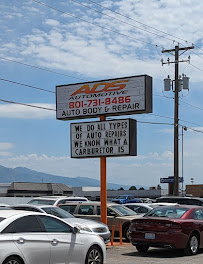 ADS
AUTOMOTIVE
801-731-8486
AUTO BODY & REPAIR
WE DO ALL TYPES
OF AUTO REPAIRS
WE KNOW WHAT A
CARBURETOR IS